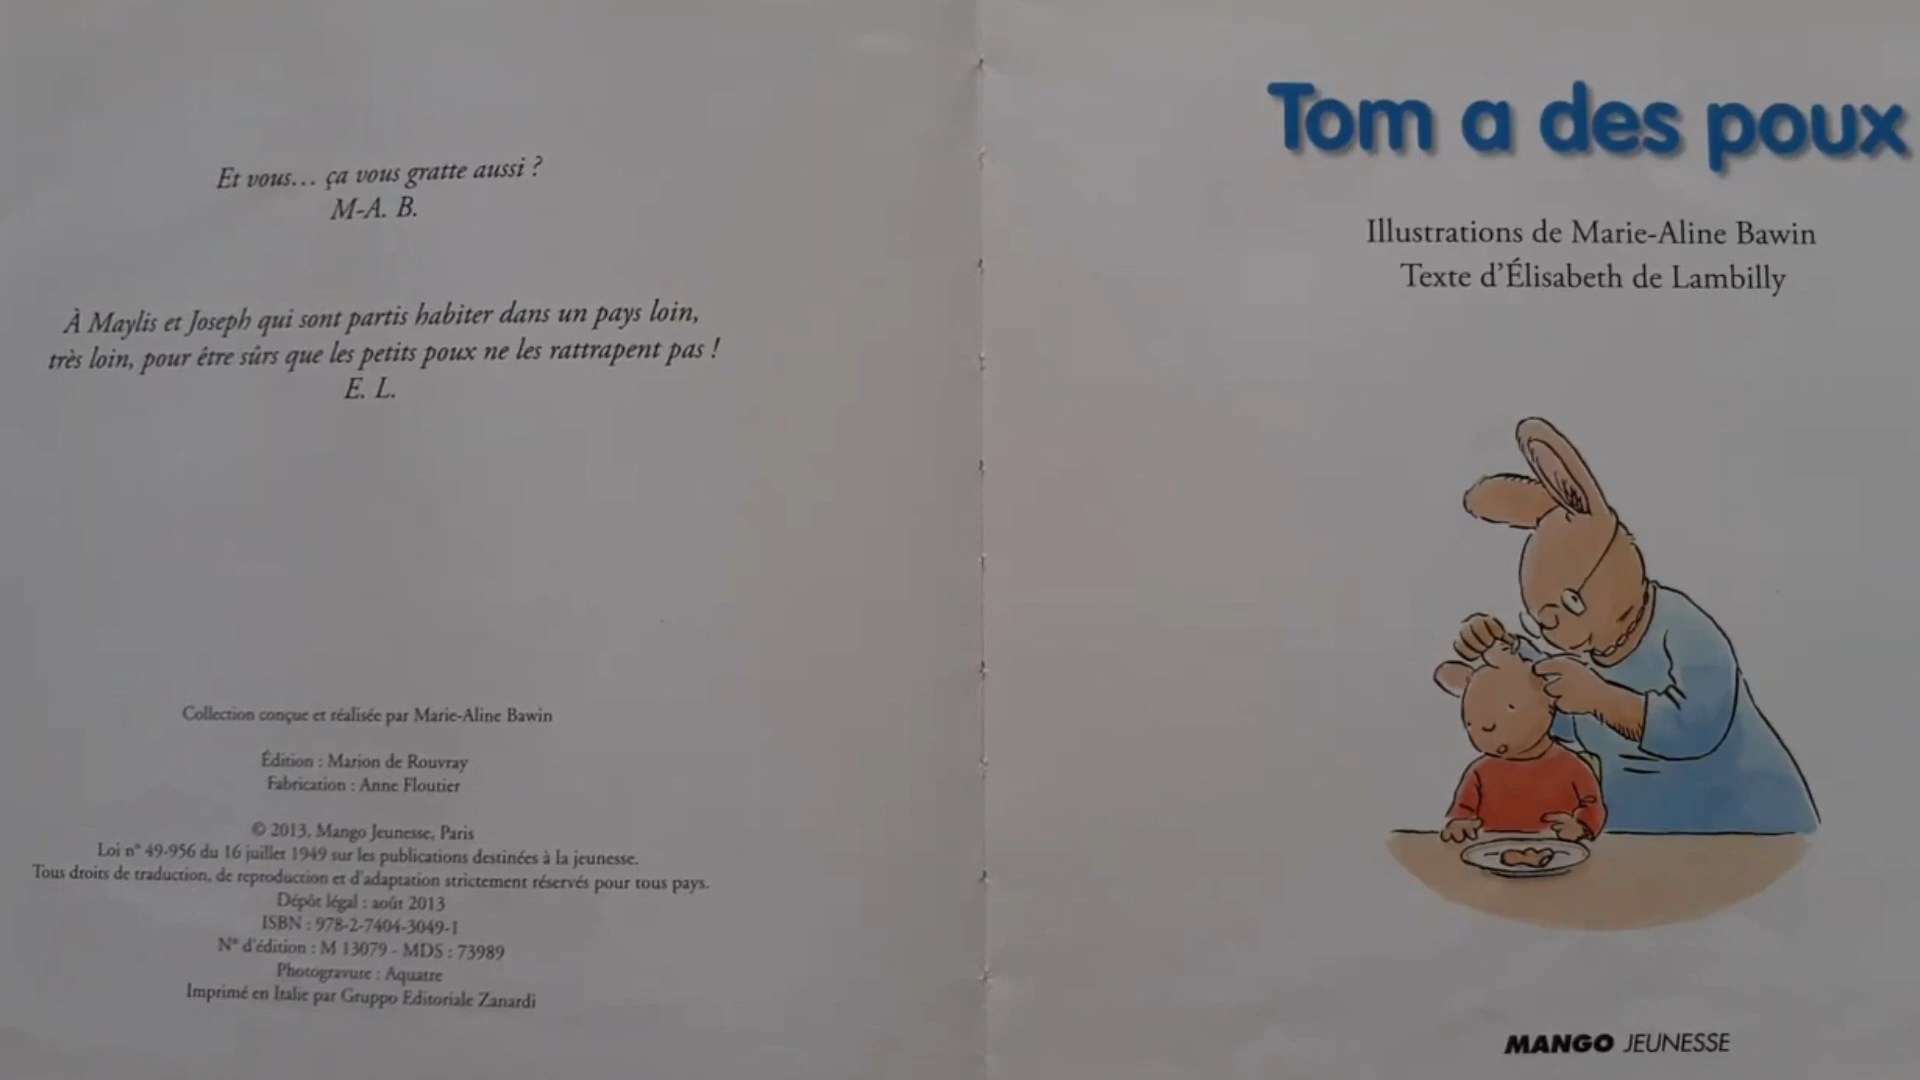 Et vous… ça vous gratte aussi ?
M-A. B.
À Maylis et Joseph qui sont partis habiter dans un pays loin,
très loin, pour être sûrs que les petits poux ne les rattrapent pas !
E. L.
Collection conçue et réalisée par Marie-Aline Bawin
Édition : Marion de Rouvray
Fabrication : Anne Floutier
© 2013, Mango Jeunesse, Paris
Loi n° 49-956 du 16 juillet 1949 sur les publications destinées à la jeunesse.
Tous droits de traduction, de reproduction et d'adaptation strictement réservés pour tous pays.
Dépôt légal : août 2013
ISBN : 978-2-7404-3049-1
N° d'édition : M 13079 - MDS : 73989
Photogravure : Aquatre
Imprimé en Italie par Gruppo Editoriale Zanardi
Tom a des poux
Illustrations de Marie-Aline Bawin
Texte d'Élisabeth de Lambilly
MANGO JEUNESSE